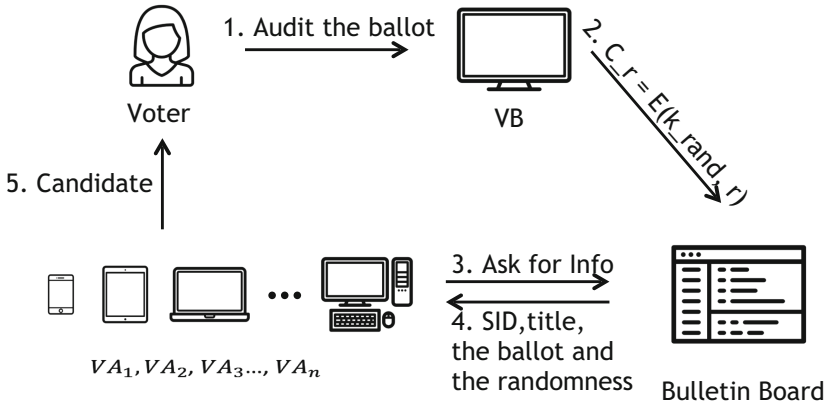 1. Audit the ballot
2. C_r = E(k_rand, r)
Voter
VB
5. Candidate
3. Ask for Info
4. SID,title,
the ballot and
the randomness
VA₁,VA₂, VA₃..., VAₙ
Bulletin Board